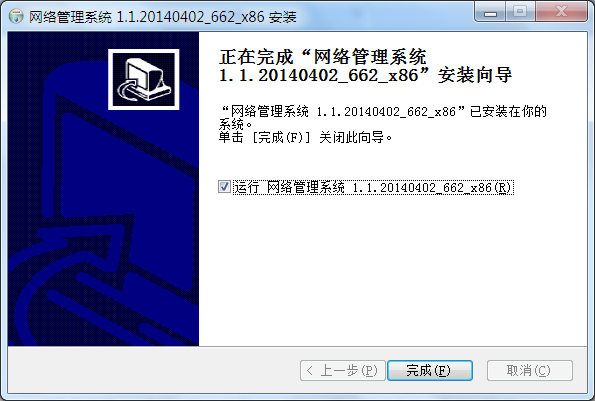 网络管理系统 1.1.20140402_662_x86 安装
正在完成“网络管理系统
1.1.20140402_662_x86”安装向导
“网络管理系统 1.1.20140402_662_x86”已安装在你的
系统。
单击 [完成(F)] 关闭此向导。
运行 网络管理系统 1.1.20140402_662_x86(R)
< 上一步(P)
完成(F)
取消(C)